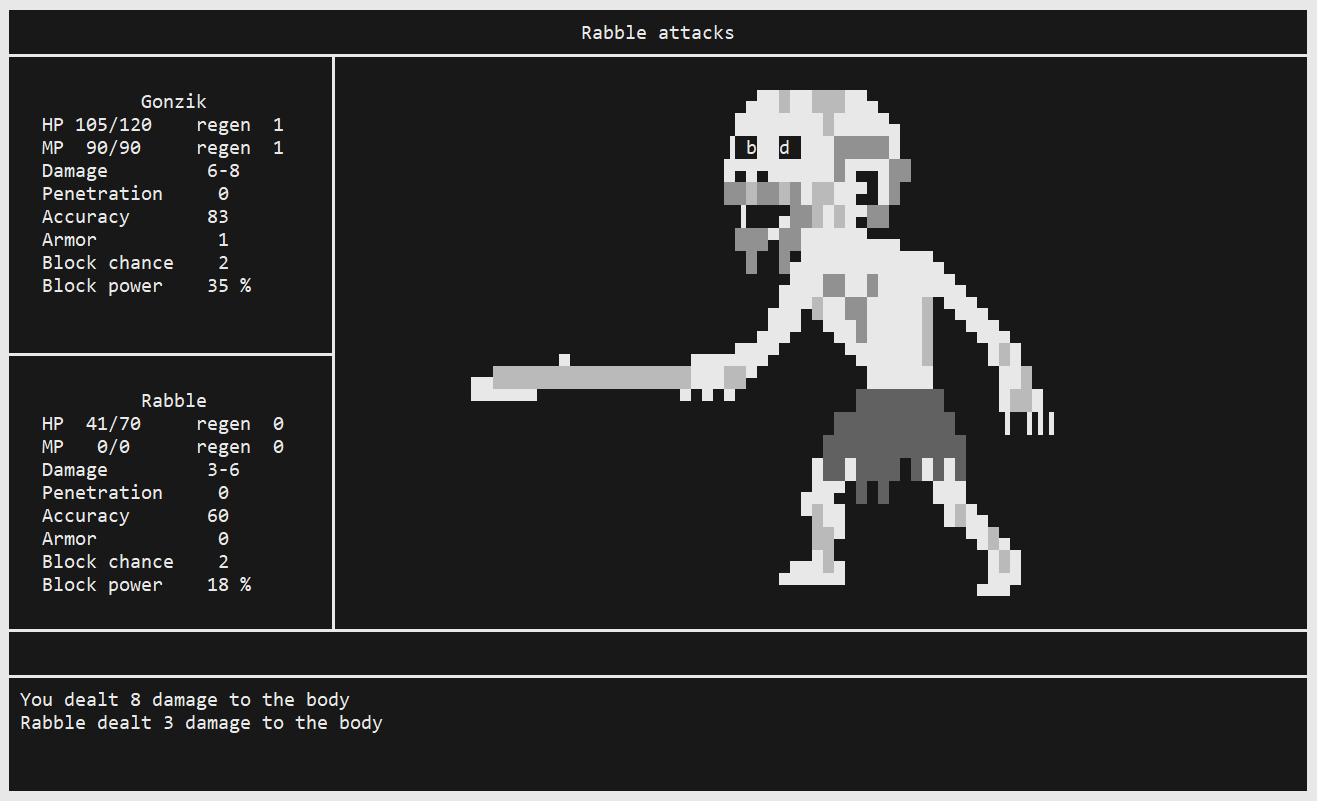 Rabble attacks
Gonzik
HP 105/120 regen 1
MP 90/90 regen 1
Damage 6-8
Penetration 0
Accuracy 83
Armor 1
Block chance 2
Block power 35 %
b d
Rabble
HP 41/70 regen 0
MP 0/0 regen 0
Damage 3-6
Penetration 0
Accuracy 60
Armor 0
Block chance 2
Block power 18 %
You dealt 8 damage to the body
Rabble dealt 3 damage to the body